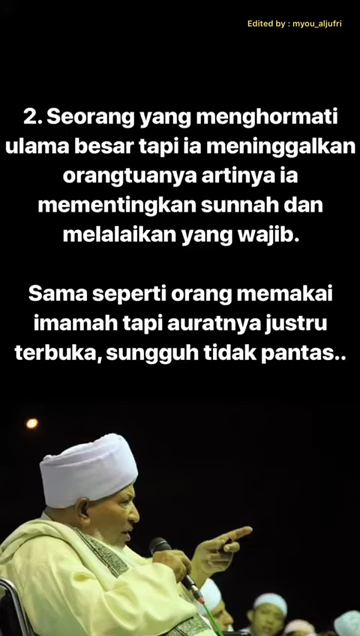 Edited by : myou_aljufri
2. Seorang yang menghormati
ulama besar tapi ia meninggalkan
orangtuanya artinya ia
mementingkan sunnah dan
melalaikan yang wajib.
Sama seperti orang memakai
imamah tapi auratnya justru
terbuka, sungguh tidak pantas..